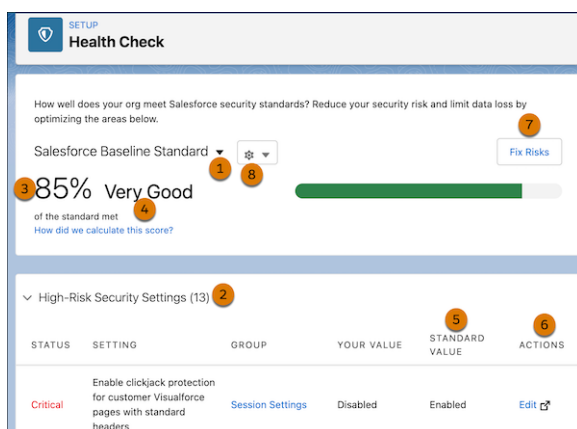 SETUP
Health Check
How well does your org meet Salesforce security standards? Reduce your security risk and limit data loss by
optimizing the areas below.
7
Salesforce Baseline Standard
Fix Risks
1
8
3
85% Very Good
4
of the standard met
How did we calculate this score?
High-Risk Security Settings (13)
2
5
6
STATUS SETTING GROUP YOUR VALUE STANDARD VALUE ACTIONS
Critical
Enable clickjack protection
for customer Visualforce
pages with standard
headers
Session Settings
Disabled
Enabled
Edit